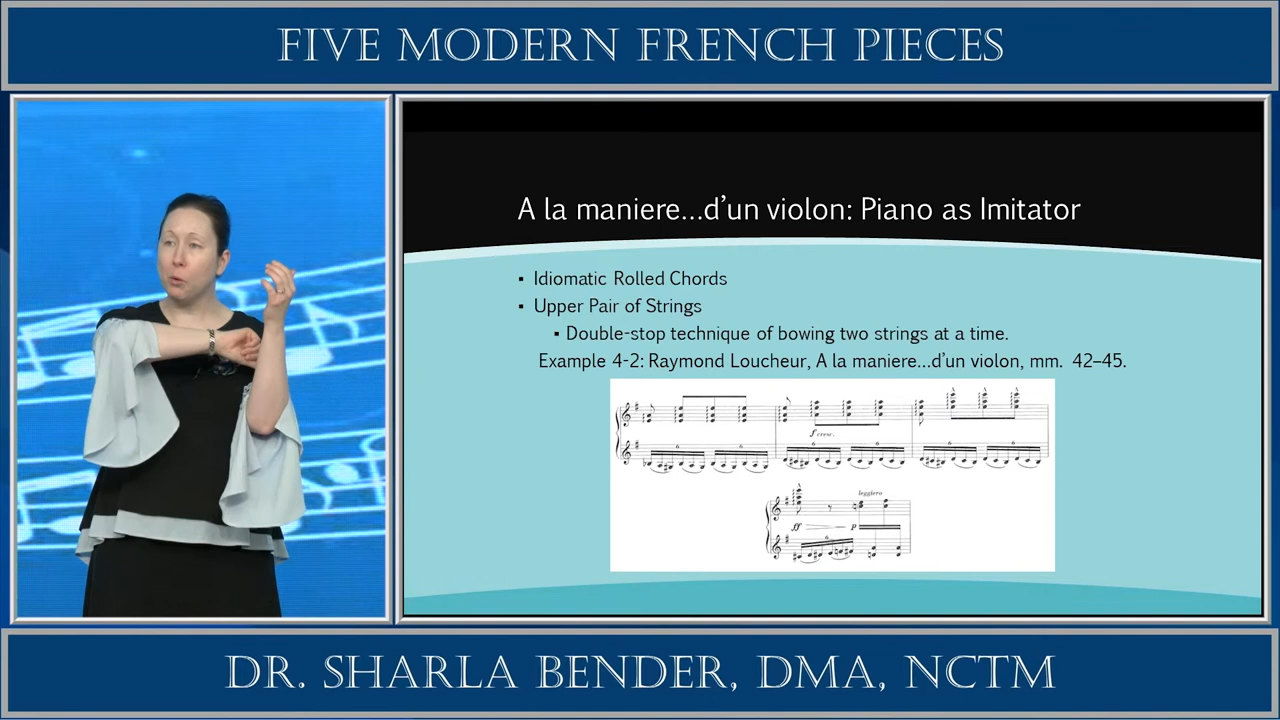 FIVE MODERN FRENCH PIECES
A la maniere...d'un violon: Piano as Imitator
▪ Idiomatic Rolled Chords
▪ Upper Pair of Strings
▪ Double-stop technique of bowing two strings at a time.
Example 4-2: Raymond Loucheur, A la maniere...d'un violon, mm. 42–45.
f cresc.
leggiero
ff
p
DR. SHARLA BENDER, DMA, NCTM